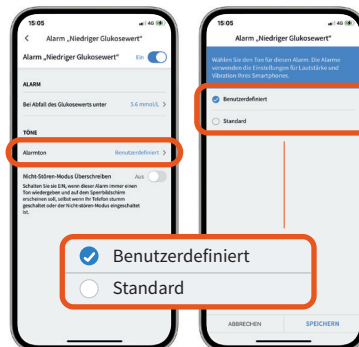 15:05
4G
Alarm „Niedriger Glukosewert“
Alarm „Niedriger Glukosewert“ Ein
ALARM
Bei Abfall des Glukosewerts unter 3.6 mmol/L
TÖNE
Alarmton Benutzerdefiniert
Nicht-Stören-Modus Überschreiben Aus
Schalten Sie sie EIN, wenn dieser Alarm immer einen
Ton wiedergeben und auf dem Sperrbildschirm
erscheinen soll, selbst wenn Ihr Telefon stumm
geschaltet oder der Nicht-stören-Modus eingeschaltet
ist.
15:05
4G
Alarm „Niedriger Glukosewert“
Wählen Sie den Ton für diesen Alarm. Die Alarme
verwenden die Einstellungen für Lautstärke und
Vibration Ihres Smartphones.
Benutzerdefiniert
Standard
Benutzerdefiniert
Standard
ABBRECHEN SPEICHERN